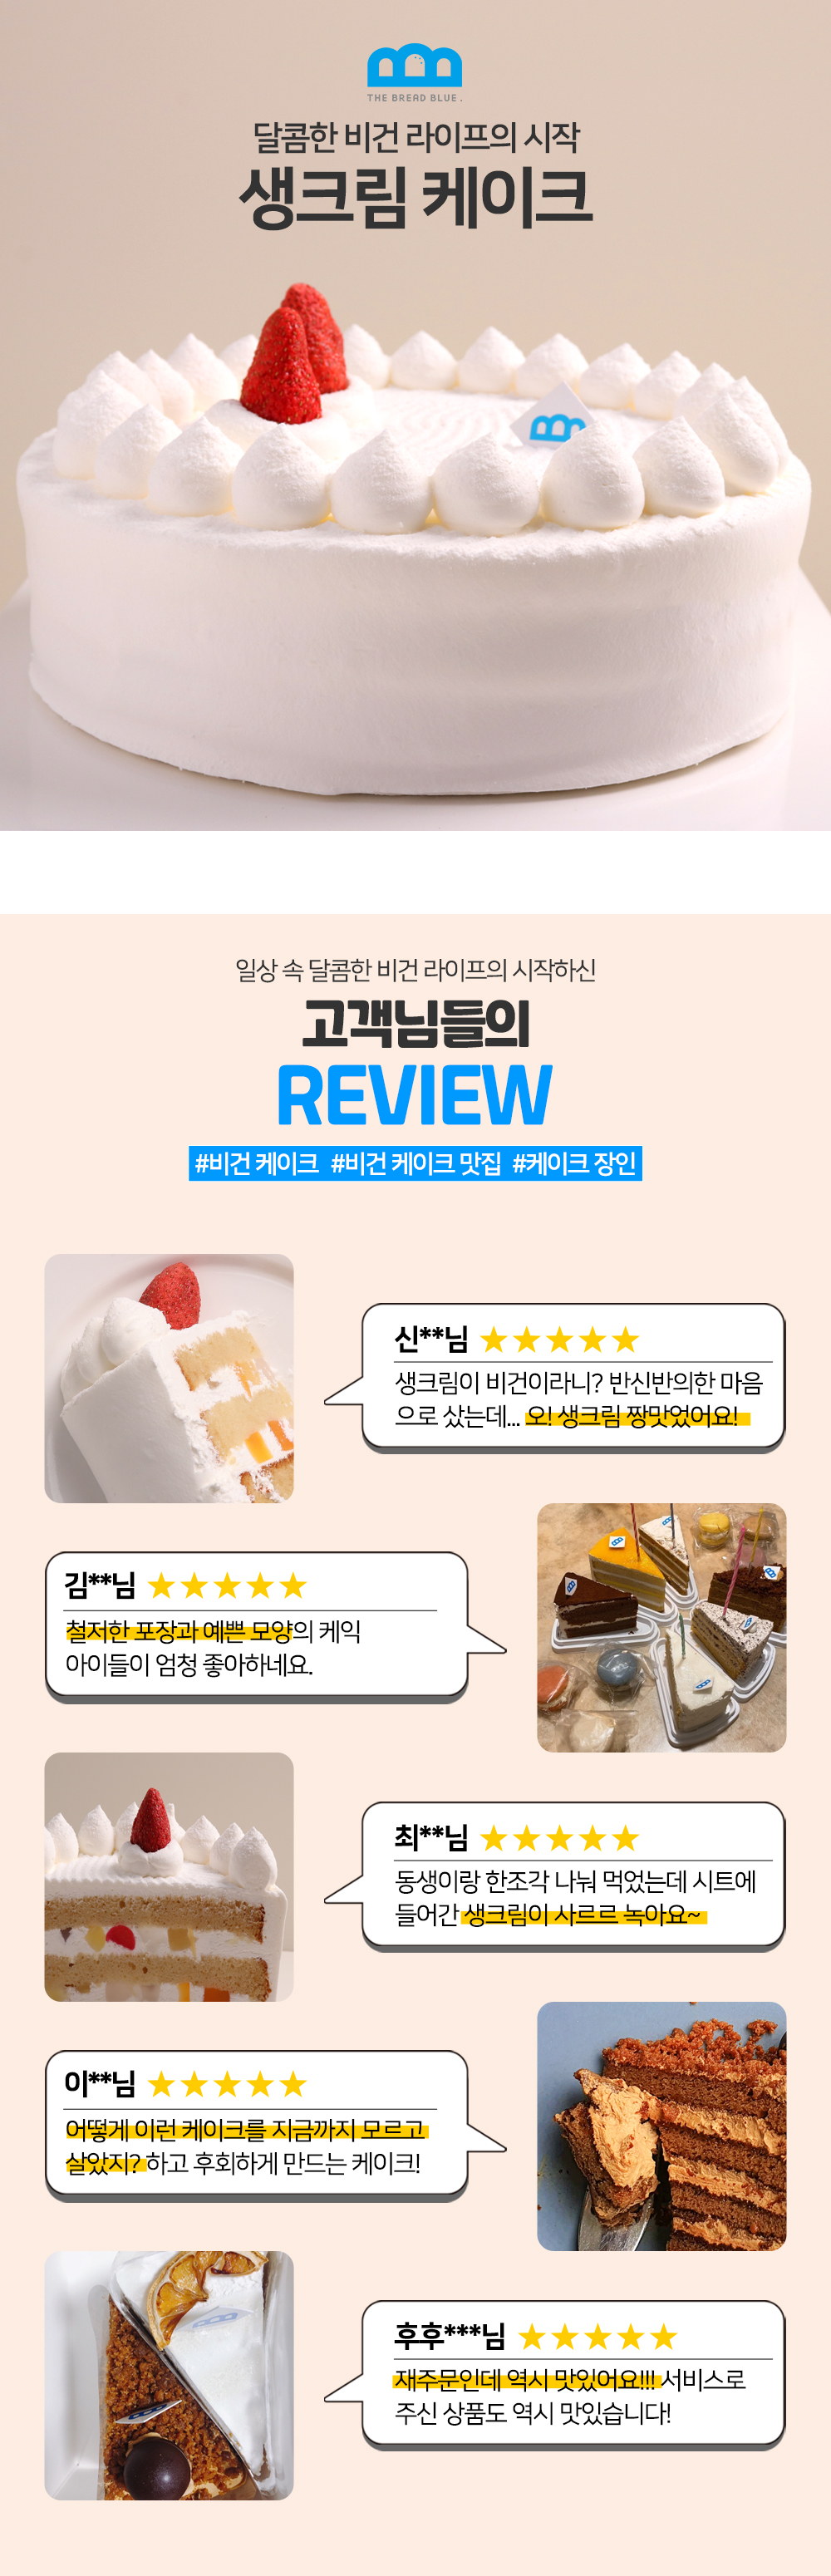 THE BREAD BLUE.
달콤한 비건 라이프의 시작
생크림 케이크
일상 속 달콤한 비건 라이프의 시작하신
고객님들의
REVIEW
#비건 케이크 #비건 케이크 맛집 #케이크 장인
신**님 ★★★★★
생크림이 비건이라니? 반신반의한 마음
으로 샀는데... 오! 생크림 짱맛었어요!
김**님 ★★★★★
철저한 포장과 예쁜 모양의 케익
아이들이 엄청 좋아하네요.
최**님 ★★★★★
동생이랑 한조각 나눠 먹었는데 시트에
들어간 생크림이 사르르 녹아요~
이**님 ★★★★★
어떻게 이런 케이크를 지금까지 모르고
살았지? 하고 후회하게 만드는 케이크!
후후***님 ★★★★★
재주문인데 역시 맛있어요!!! 서비스로
주신 상품도 역시 맛있습니다!